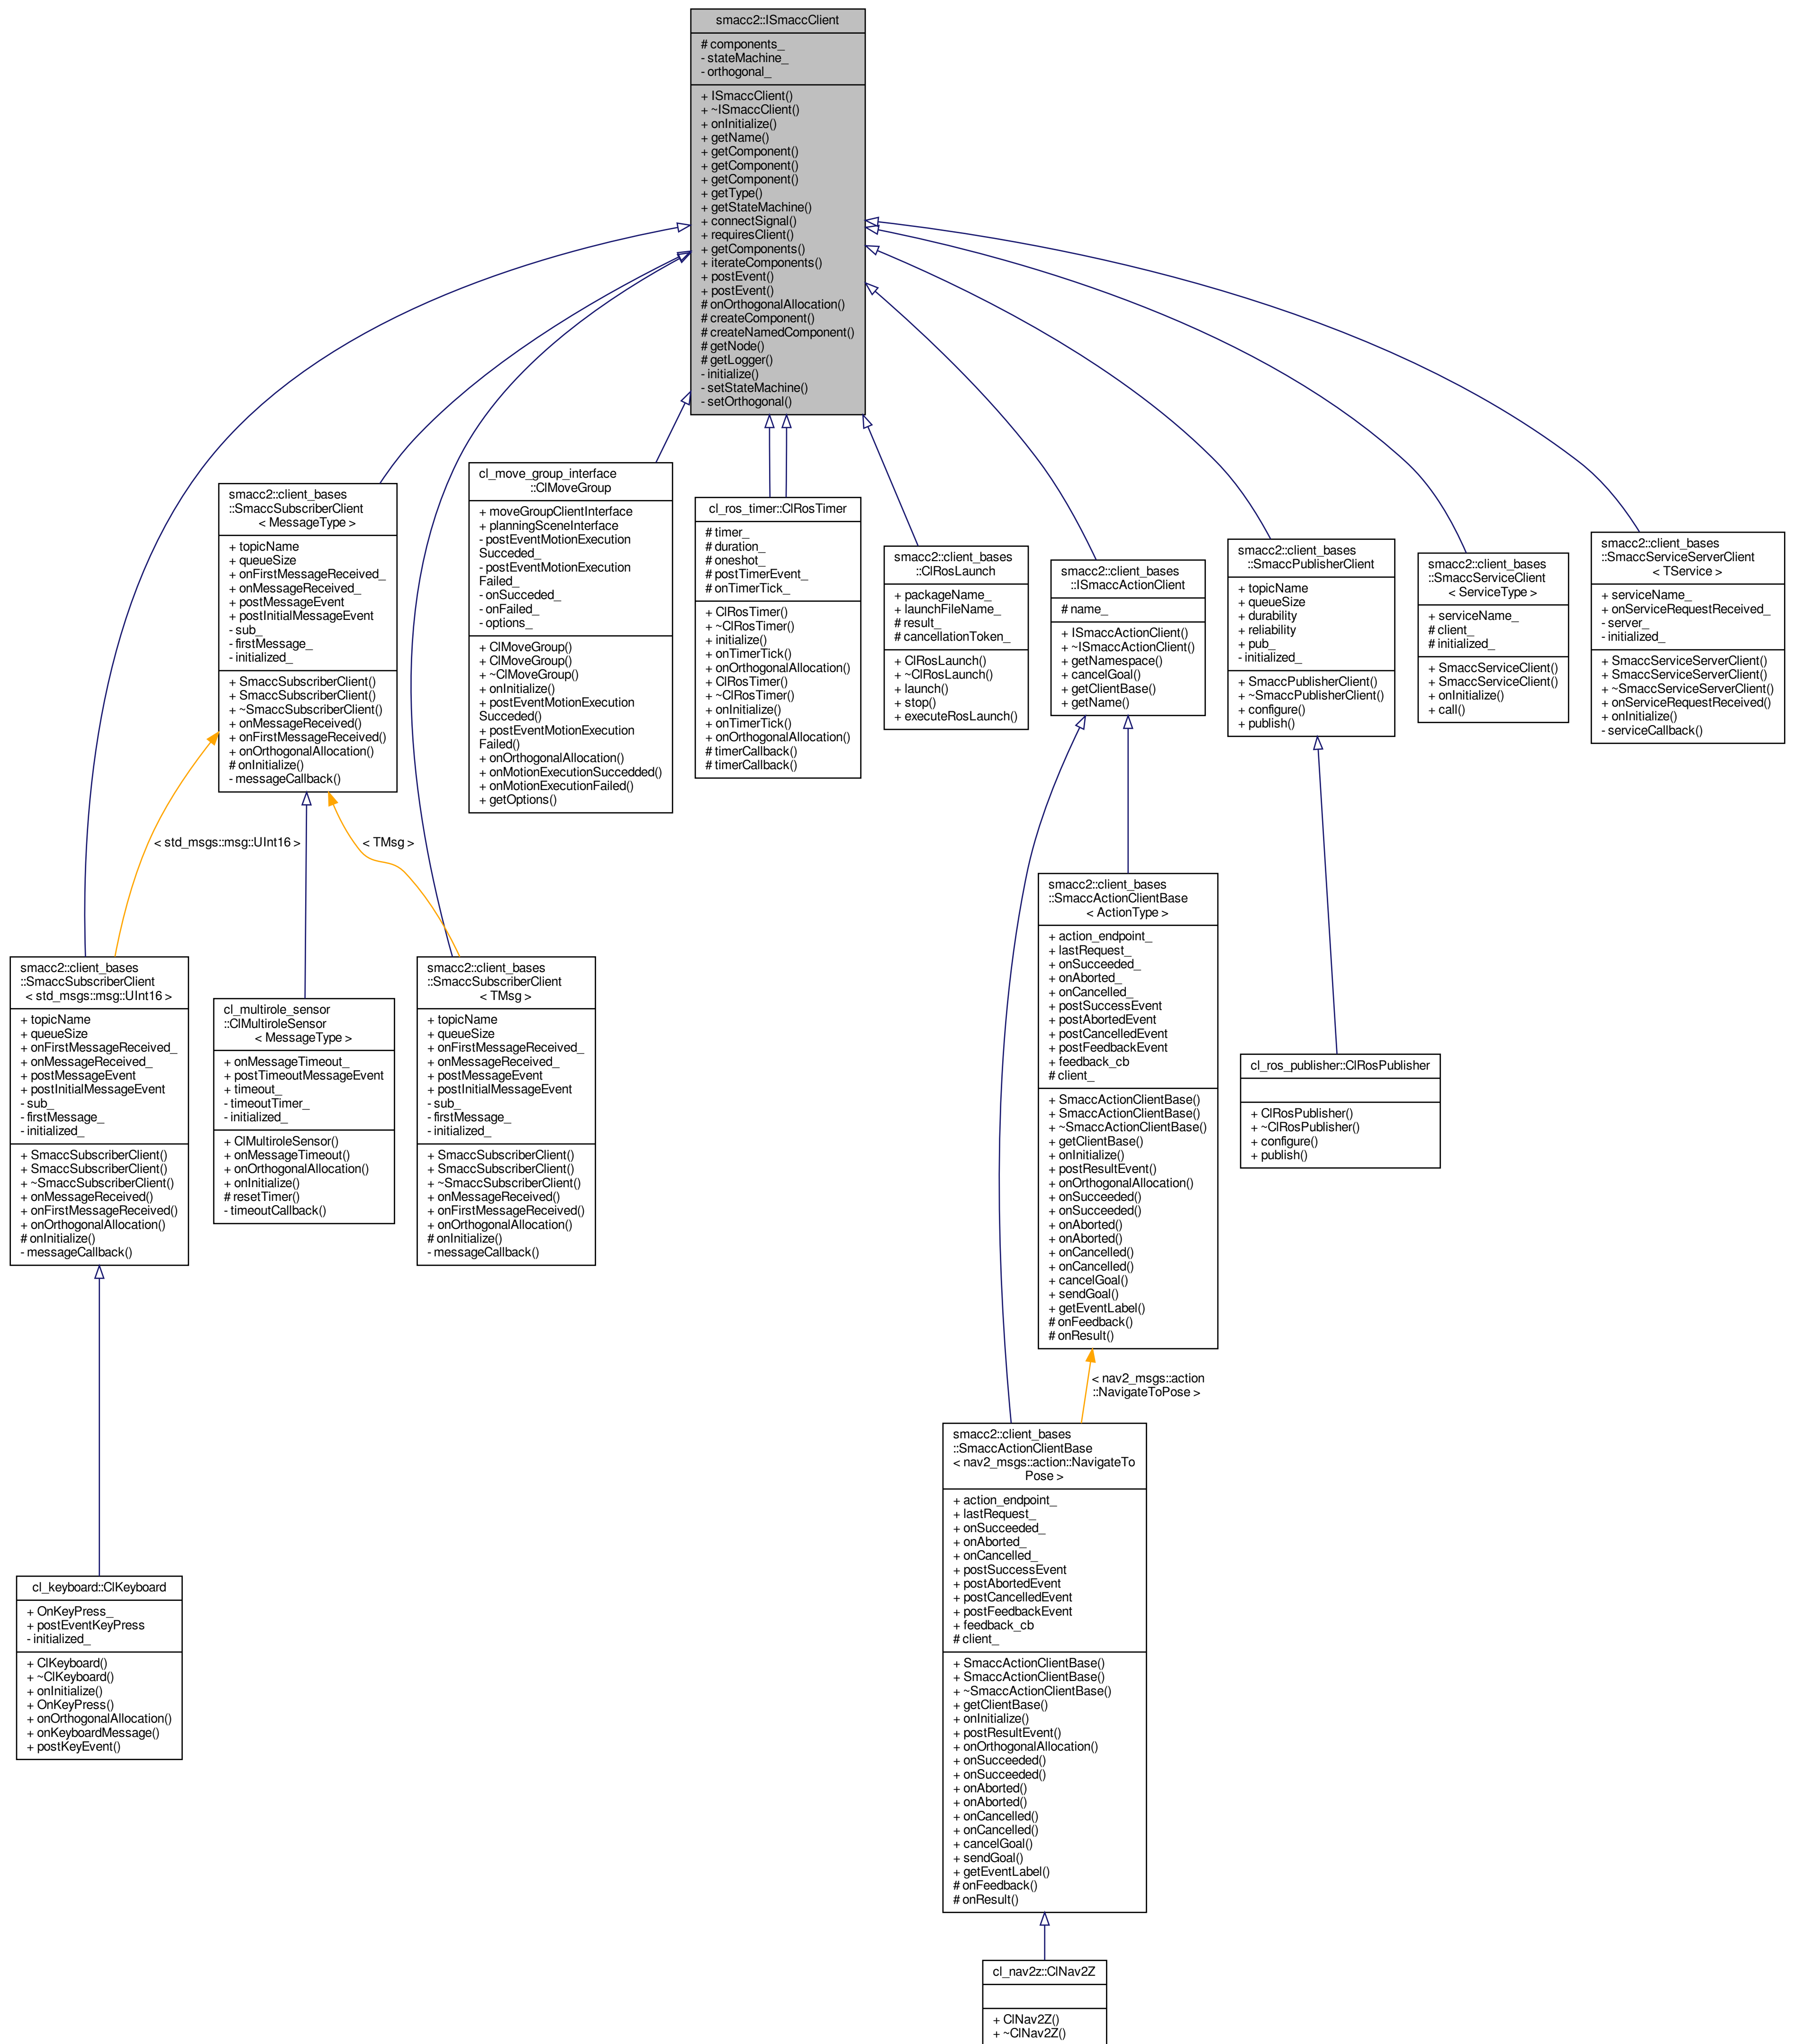 smacc2::ISmaccClient
# components_
- stateMachine_
- orthogonal_
+ ISmaccClient()
+ ~ISmaccClient()
+ onInitialize()
+ getName()
+ getComponent()
+ getComponent()
+ getComponent()
+ getType()
+ getStateMachine()
+ connectSignal()
+ requiresClient()
+ getComponents()
+ iterateComponents()
+ postEvent()
+ postEvent()
# onOrthogonalAllocation()
# createComponent()
# createNamedComponent()
# getNode()
# getLogger()
- initialize()
- setStateMachine()
- setOrthogonal()
smacc2::client_bases
::SmaccSubscriberClient
< MessageType >
+ topicName
+ queueSize
+ onFirstMessageReceived_
+ onMessageReceived_
+ postMessageEvent
+ postInitialMessageEvent
- sub_
- firstMessage_
- initialized_
+ SmaccSubscriberClient()
+ SmaccSubscriberClient()
+ ~SmaccSubscriberClient()
+ onMessageReceived()
+ onFirstMessageReceived()
+ onOrthogonalAllocation()
# onInitialize()
- messageCallback()
cl_move_group_interface
::ClMoveGroup
+ moveGroupClientInterface
+ planningSceneInterface
- postEventMotionExecution
Succeded_
- postEventMotionExecution
Failed_
- onSucceded_
- onFailed_
- options_
+ ClMoveGroup()
+ ClMoveGroup()
+ ~ClMoveGroup()
+ onInitialize()
+ postEventMotionExecution
Succeded()
+ postEventMotionExecution
Failed()
+ onOrthogonalAllocation()
+ onMotionExecutionSuccedded()
+ onMotionExecutionFailed()
+ getOptions()
cl_ros_timer::ClRosTimer
# timer_
# duration_
# oneshot_
# postTimerEvent_
# onTimerTick_
+ ClRosTimer()
+ ~ClRosTimer()
+ initialize()
+ onTimerTick()
+ onOrthogonalAllocation()
+ ClRosTimer()
+ ~ClRosTimer()
+ onInitialize()
+ onTimerTick()
+ onOrthogonalAllocation()
# timerCallback()
# timerCallback()
smacc2::client_bases
::ClRosLaunch
+ packageName_
+ launchFileName_
# result_
# cancellationToken_
+ ClRosLaunch()
+ ~ClRosLaunch()
+ launch()
+ stop()
+ executeRosLaunch()
smacc2::client_bases
::ISmaccActionClient
# name_
+ ISmaccActionClient()
+ ~ISmaccActionClient()
+ getNamespace()
+ cancelGoal()
+ getClientBase()
+ getName()
smacc2::client_bases
::SmaccPublisherClient
+ topicName
+ queueSize
+ durability
+ reliability
+ pub_
- initialized_
+ SmaccPublisherClient()
+ ~SmaccPublisherClient()
+ configure()
+ publish()
smacc2::client_bases
::SmaccServiceClient
< ServiceType >
+ serviceName_
# client_
# initialized_
+ SmaccServiceClient()
+ SmaccServiceClient()
+ onInitialize()
+ call()
smacc2::client_bases
::SmaccServiceServerClient
< TService >
+ serviceName_
+ onServiceRequestReceived_
- server_
- initialized_
+ SmaccServiceServerClient()
+ SmaccServiceServerClient()
+ ~SmaccServiceServerClient()
+ onServiceRequestReceived()
+ onInitialize()
- serviceCallback()
< std_msgs::msg::UInt16 >
< TMsg >
smacc2::client_bases
::SmaccSubscriberClient
< std_msgs::msg::UInt16 >
+ topicName
+ queueSize
+ onFirstMessageReceived_
+ onMessageReceived_
+ postMessageEvent
+ postInitialMessageEvent
- sub_
- firstMessage_
- initialized_
+ SmaccSubscriberClient()
+ SmaccSubscriberClient()
+ ~SmaccSubscriberClient()
+ onMessageReceived()
+ onFirstMessageReceived()
+ onOrthogonalAllocation()
# onInitialize()
- messageCallback()
cl_multirole_sensor
::ClMultiroleSensor
< MessageType >
+ onMessageTimeout_
+ postTimeoutMessageEvent
+ timeout_
- timeoutTimer_
- initialized_
+ ClMultiroleSensor()
+ onMessageTimeout()
+ onOrthogonalAllocation()
+ onInitialize()
# resetTimer()
- timeoutCallback()
smacc2::client_bases
::SmaccSubscriberClient
< TMsg >
+ topicName
+ queueSize
+ onFirstMessageReceived_
+ onMessageReceived_
+ postMessageEvent
+ postInitialMessageEvent
- sub_
- firstMessage_
- initialized_
+ SmaccSubscriberClient()
+ SmaccSubscriberClient()
+ ~SmaccSubscriberClient()
+ onMessageReceived()
+ onFirstMessageReceived()
+ onOrthogonalAllocation()
# onInitialize()
- messageCallback()
smacc2::client_bases
::SmaccActionClientBase
< ActionType >
+ action_endpoint_
+ lastRequest_
+ onSucceeded_
+ onAborted_
+ onCancelled_
+ postSuccessEvent
+ postAbortedEvent
+ postCancelledEvent
+ postFeedbackEvent
+ feedback_cb
# client_
+ SmaccActionClientBase()
+ SmaccActionClientBase()
+ ~SmaccActionClientBase()
+ getClientBase()
+ onInitialize()
+ postResultEvent()
+ onOrthogonalAllocation()
+ onSucceeded()
+ onSucceeded()
+ onAborted()
+ onAborted()
+ onCancelled()
+ onCancelled()
+ cancelGoal()
+ sendGoal()
+ getEventLabel()
# onFeedback()
# onResult()
cl_ros_publisher::ClRosPublisher
+ ClRosPublisher()
+ ~ClRosPublisher()
+ configure()
+ publish()
< nav2_msgs::action
::NavigateToPose >
smacc2::client_bases
::SmaccActionClientBase
< nav2_msgs::action::NavigateTo
Pose >
+ action_endpoint_
+ lastRequest_
+ onSucceeded_
+ onAborted_
+ onCancelled_
+ postSuccessEvent
+ postAbortedEvent
+ postCancelledEvent
+ postFeedbackEvent
+ feedback_cb
# client_
+ SmaccActionClientBase()
+ SmaccActionClientBase()
+ ~SmaccActionClientBase()
+ getClientBase()
+ onInitialize()
+ postResultEvent()
+ onOrthogonalAllocation()
+ onSucceeded()
+ onSucceeded()
+ onAborted()
+ onAborted()
+ onCancelled()
+ onCancelled()
+ cancelGoal()
+ sendGoal()
+ getEventLabel()
# onFeedback()
# onResult()
cl_keyboard::ClKeyboard
+ OnKeyPress_
+ postEventKeyPress
- initialized_
+ ClKeyboard()
+ ~ClKeyboard()
+ onInitialize()
+ OnKeyPress()
+ onOrthogonalAllocation()
+ onKeyboardMessage()
+ postKeyEvent()
cl_nav2z::ClNav2Z
+ ClNav2Z()
+ ~ClNav2Z()